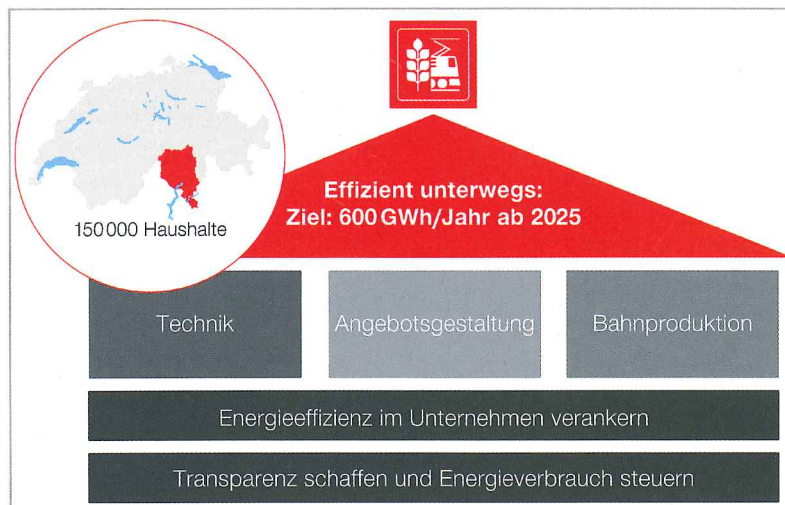 150 000 Haushalte
Effizient unterwegs:
Ziel: 600 GWh/Jahr ab 2025
Technik
Angebotsgestaltung
Bahnproduktion
Energieeffizienz im Unternehmen verankern
Transparenz schaffen und Energieverbrauch steuern